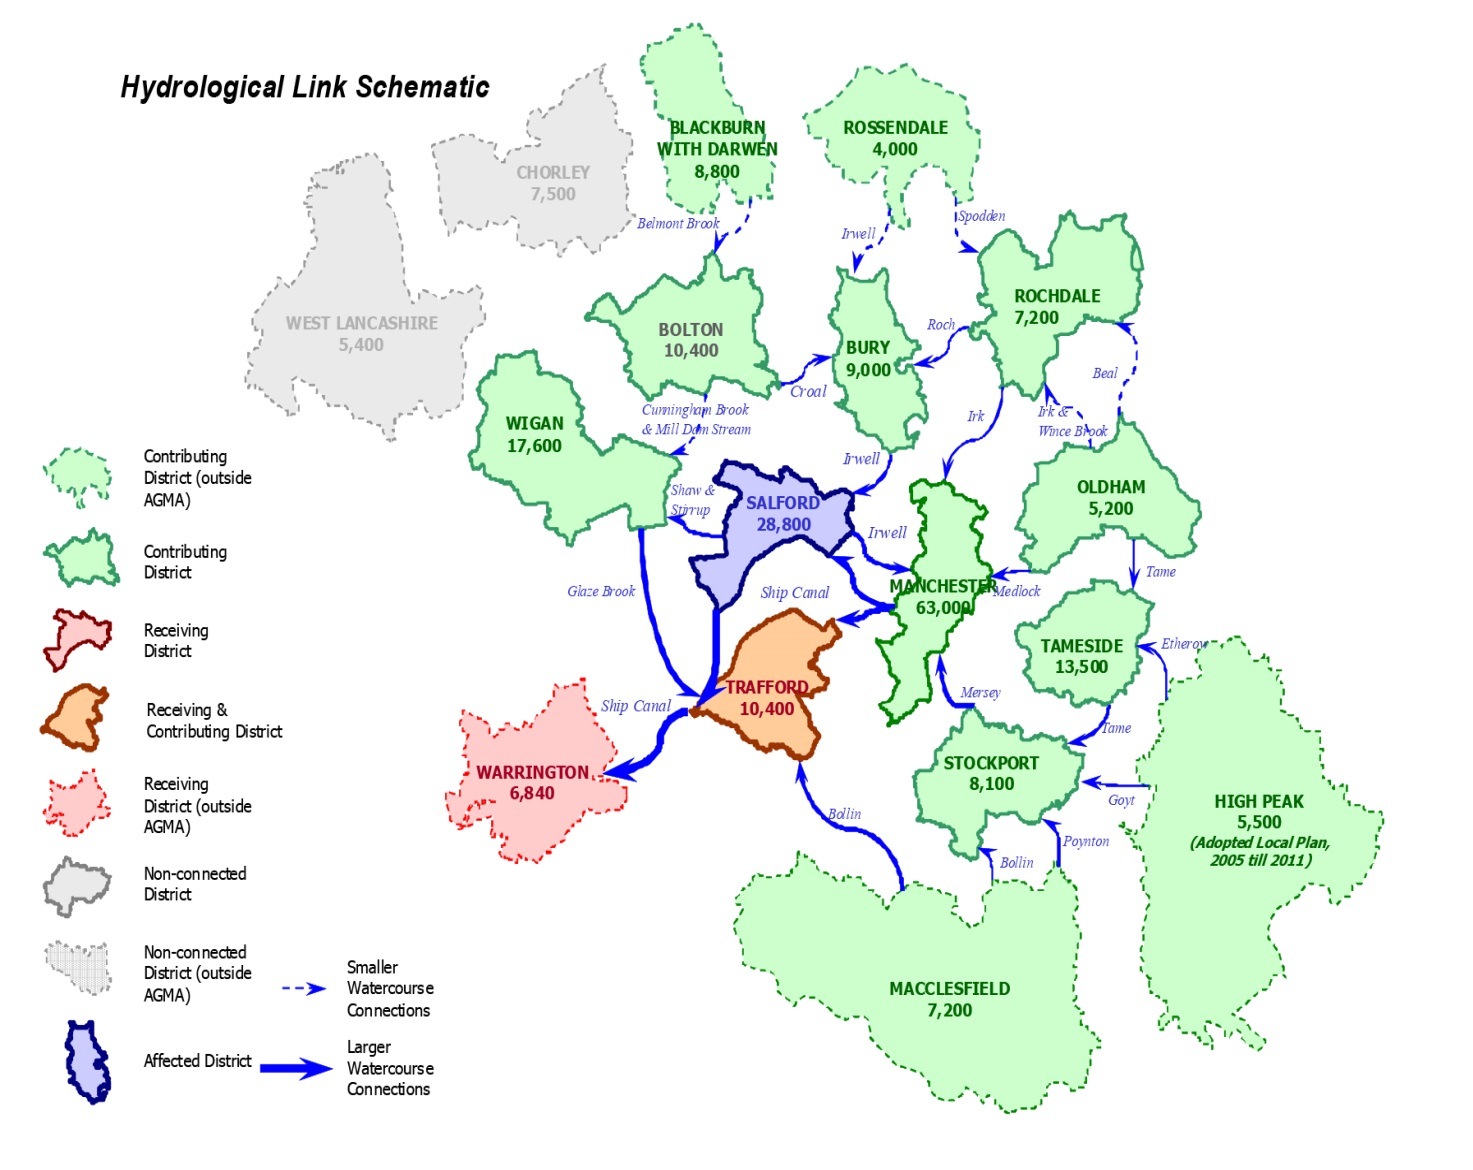 Hydrological Link Schematic
BLACKBURN
WITH DARWEN
8,800
ROSSENDALE
4,000
CHORLEY
7,500
Belmont Brook
Irwell
Spodden
WEST LANCASHIRE
5,400
BOLTON
10,400
BURY
9,000
Roch
ROCHDALE
7,200
Beal
Croal
Cunningham Brook
& Mill Dam Stream
Irk
Irk &
Wince Brook
WIGAN
17,600
Irwell
Shaw &
Stirrup
SALFORD
28,800
Irwell
OLDHAM
5,200
Glaze Brook
Ship Canal
MANCHESTER
63,000
Medlock
Tame
TAMESIDE
13,500
Etherow
TRAFFORD
10,400
Mersey
Tame
Ship Canal
WARRINGTON
6,840
STOCKPORT
8,100
Goyt
Bollin
Bollin
Poynton
HIGH PEAK
5,500
(Adopted Local Plan,
2005 till 2011)
MACCLESFIELD
7,200
Contributing
District (outside
AGMA)
Contributing
District
Receiving
District
Receiving &
Contributing District
Receiving
District (outside
AGMA)
Non-connected
District
Non-connected
District (outside
AGMA)
Affected District
Smaller
Watercourse
Connections
Larger
Watercourse
Connections